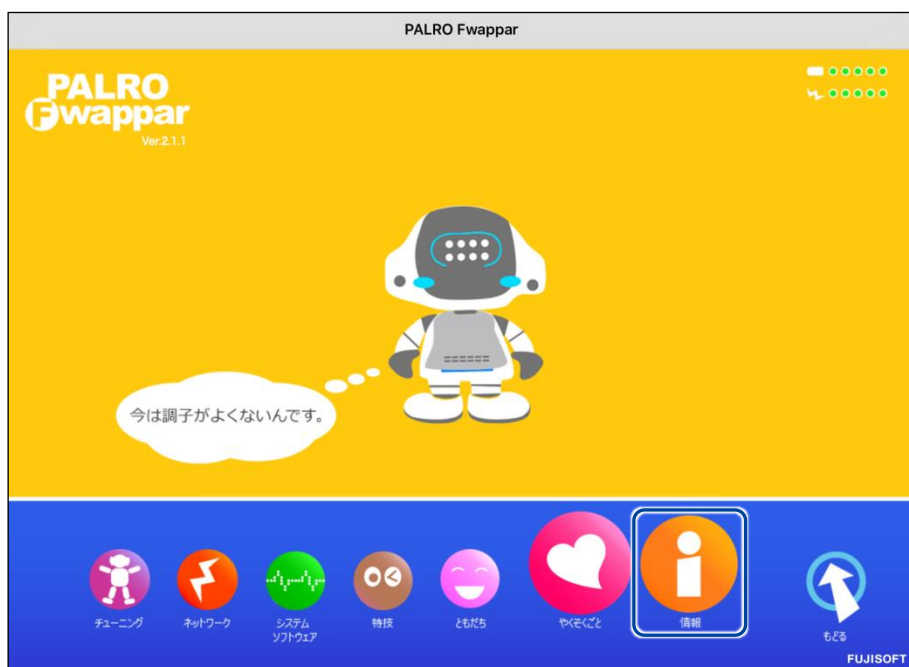 PALRO Fwappar
PALRO
Fwappar
Ver.2.1.1
今は調子がよくないんです。
チューニング
ネットワーク
システム
ソフトウェア
特技
ともだち
やくそくごと
情報
もどる
FUJISOFT